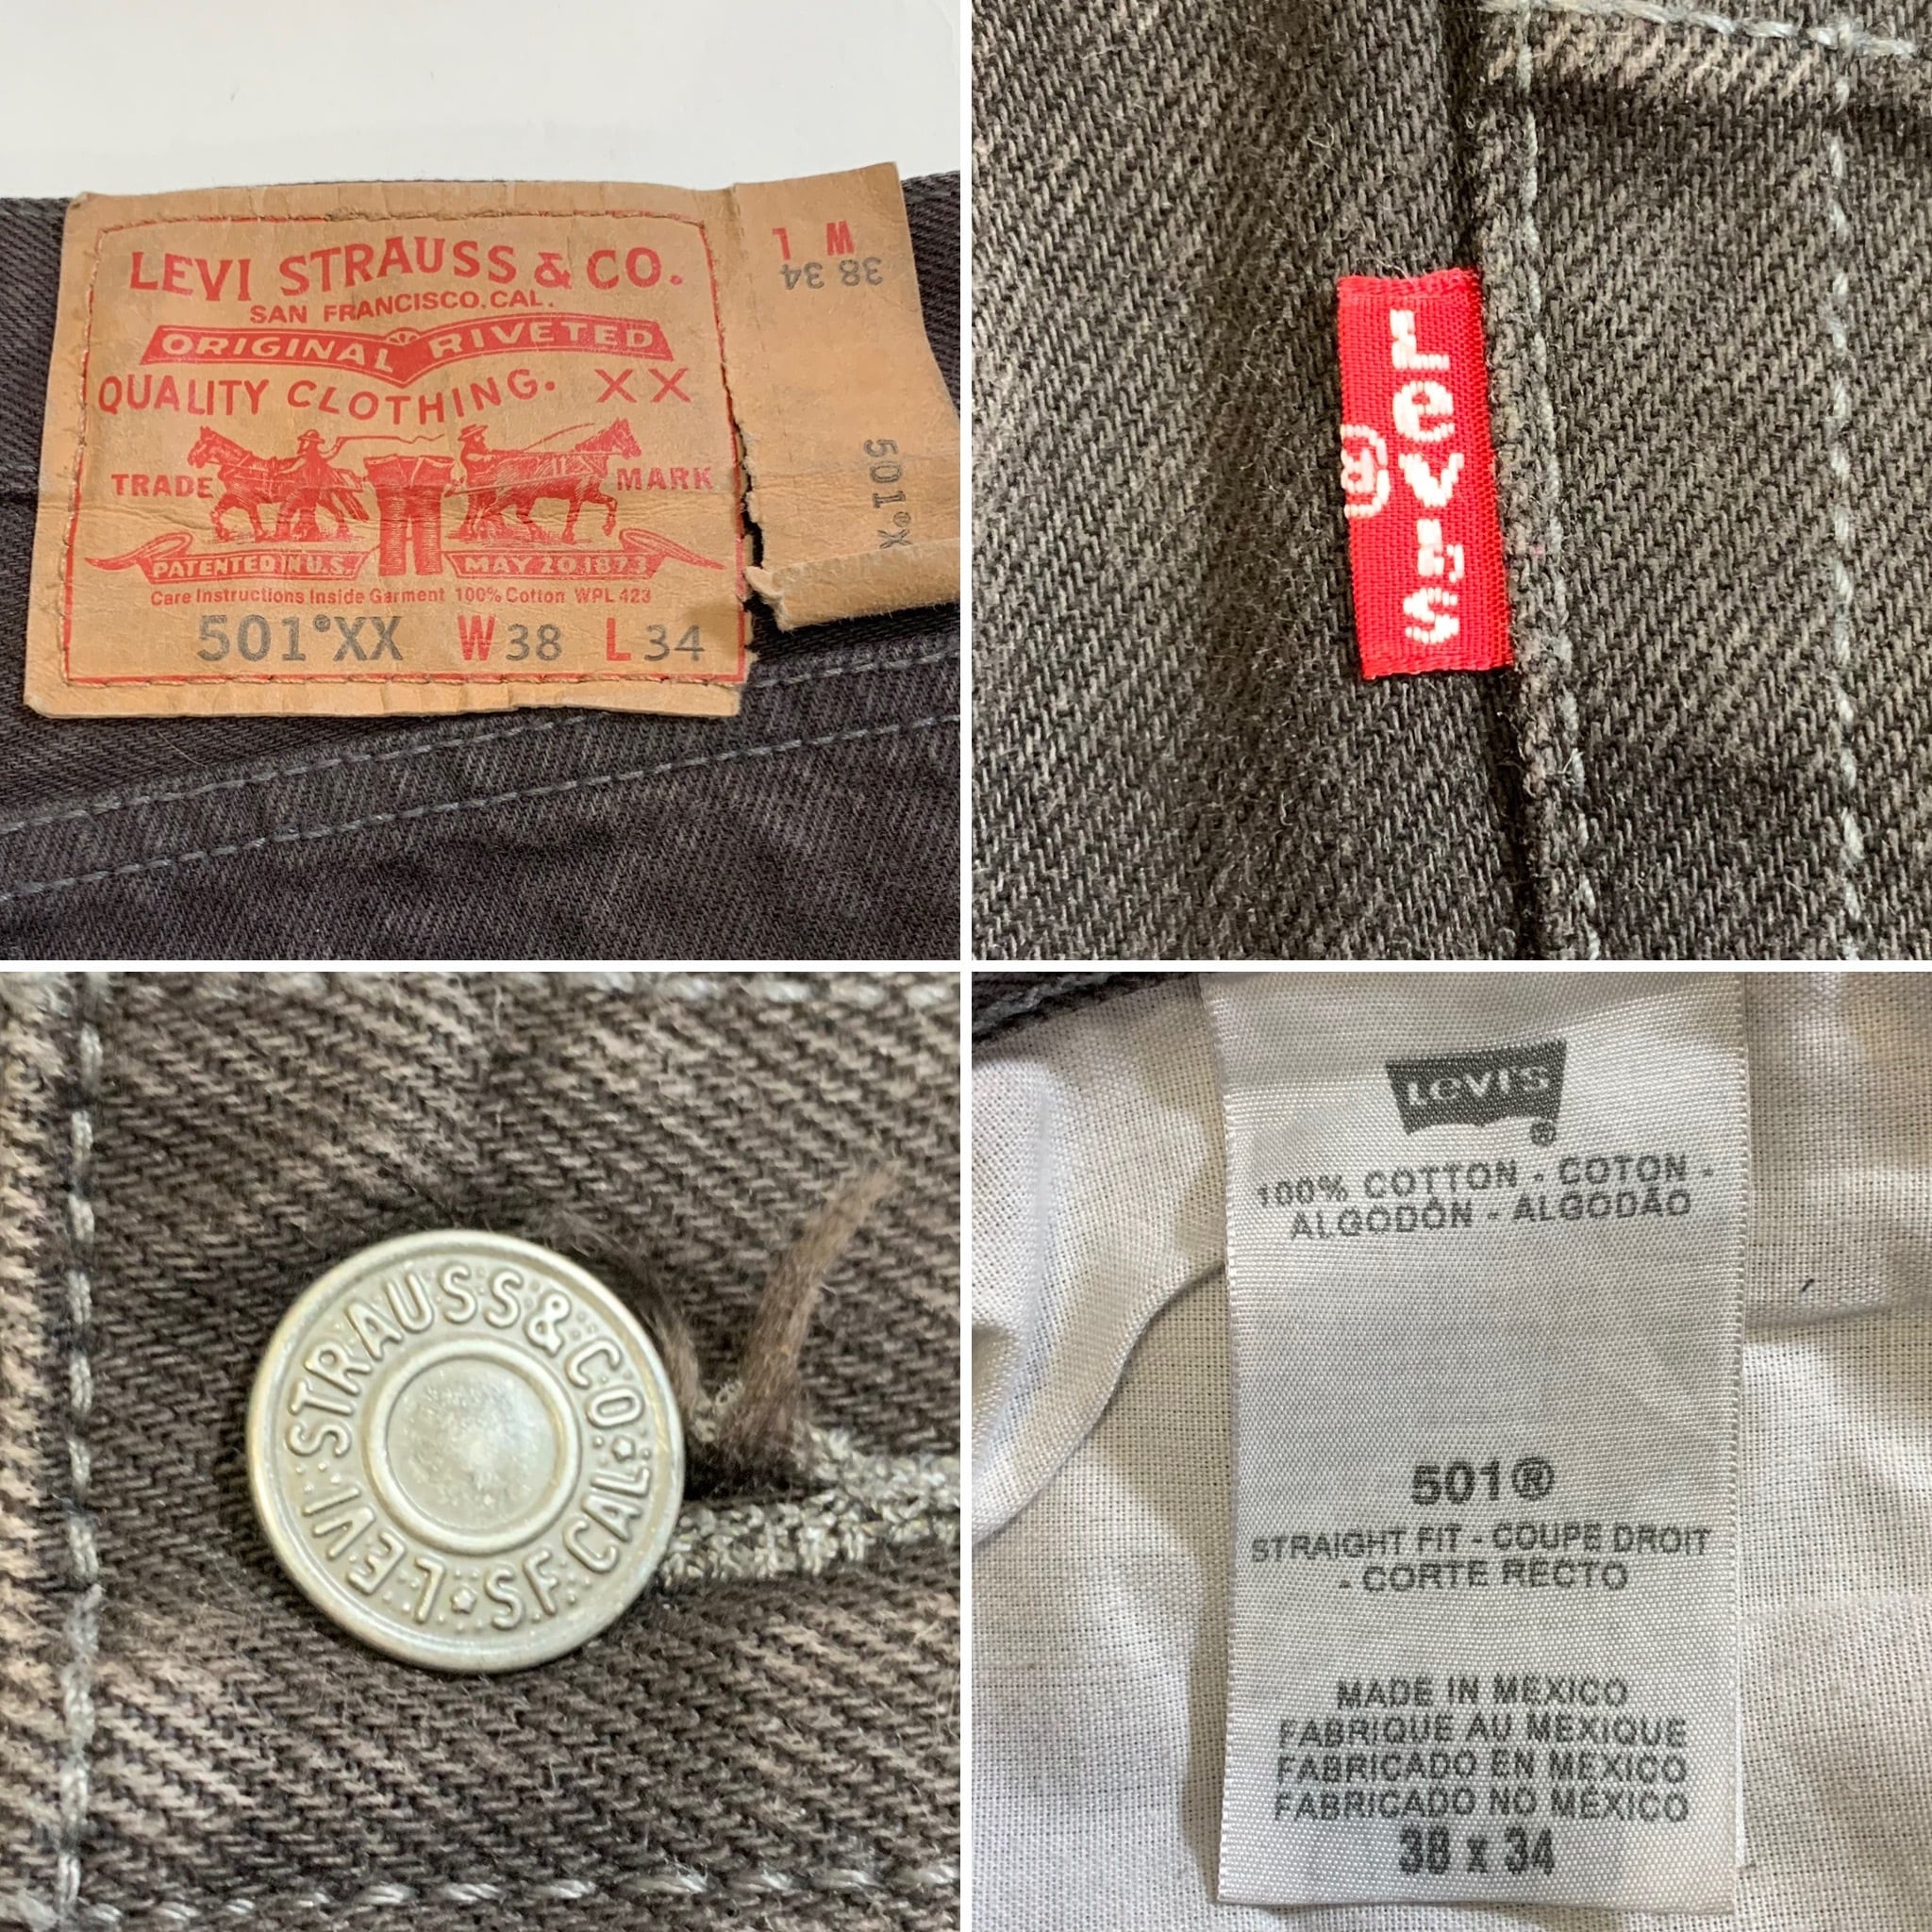 LEVI STRAUSS & CO.
SAN FRANCISCO, CAL.
ORIGINAL RIVETED
QUALITY CLOTHING. XX
TRADE MARK
PATENTED IN U.S. MAY 20 1873
Care Instructions Inside Garment 100% Cotton WPL 423
501®XX W38 L34
W L
38 34
501®X
Levi's
®
LEVI STRAUSS & CO. S.F. CAL.
Levi's
®
100% COTTON - COTON -
ALGODÓN - ALGODÃO
501®
STRAIGHT FIT - COUPE DROIT
- CORTE RECTO
MADE IN MEXICO
FABRIQUE AU MEXIQUE
FABRICADO EN MEXICO
FABRICADO NO MÉXICO
38 x 34